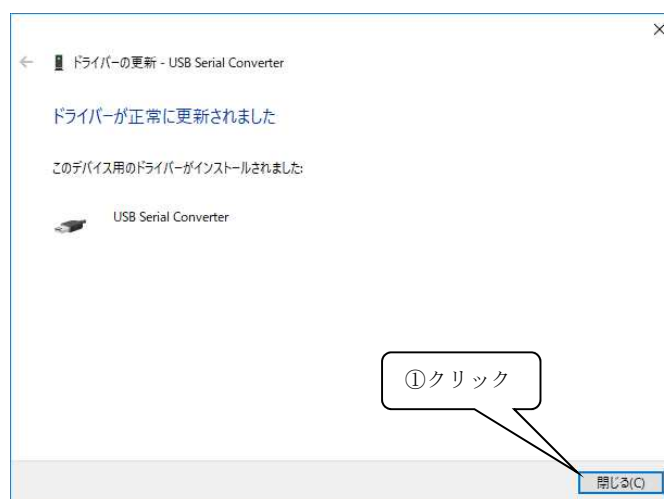 ドライバーの更新 - USB Serial Converter
ドライバーが正常に更新されました
このデバイス用のドライバーがインストールされました:
USB Serial Converter
①クリック
閉じる(C)